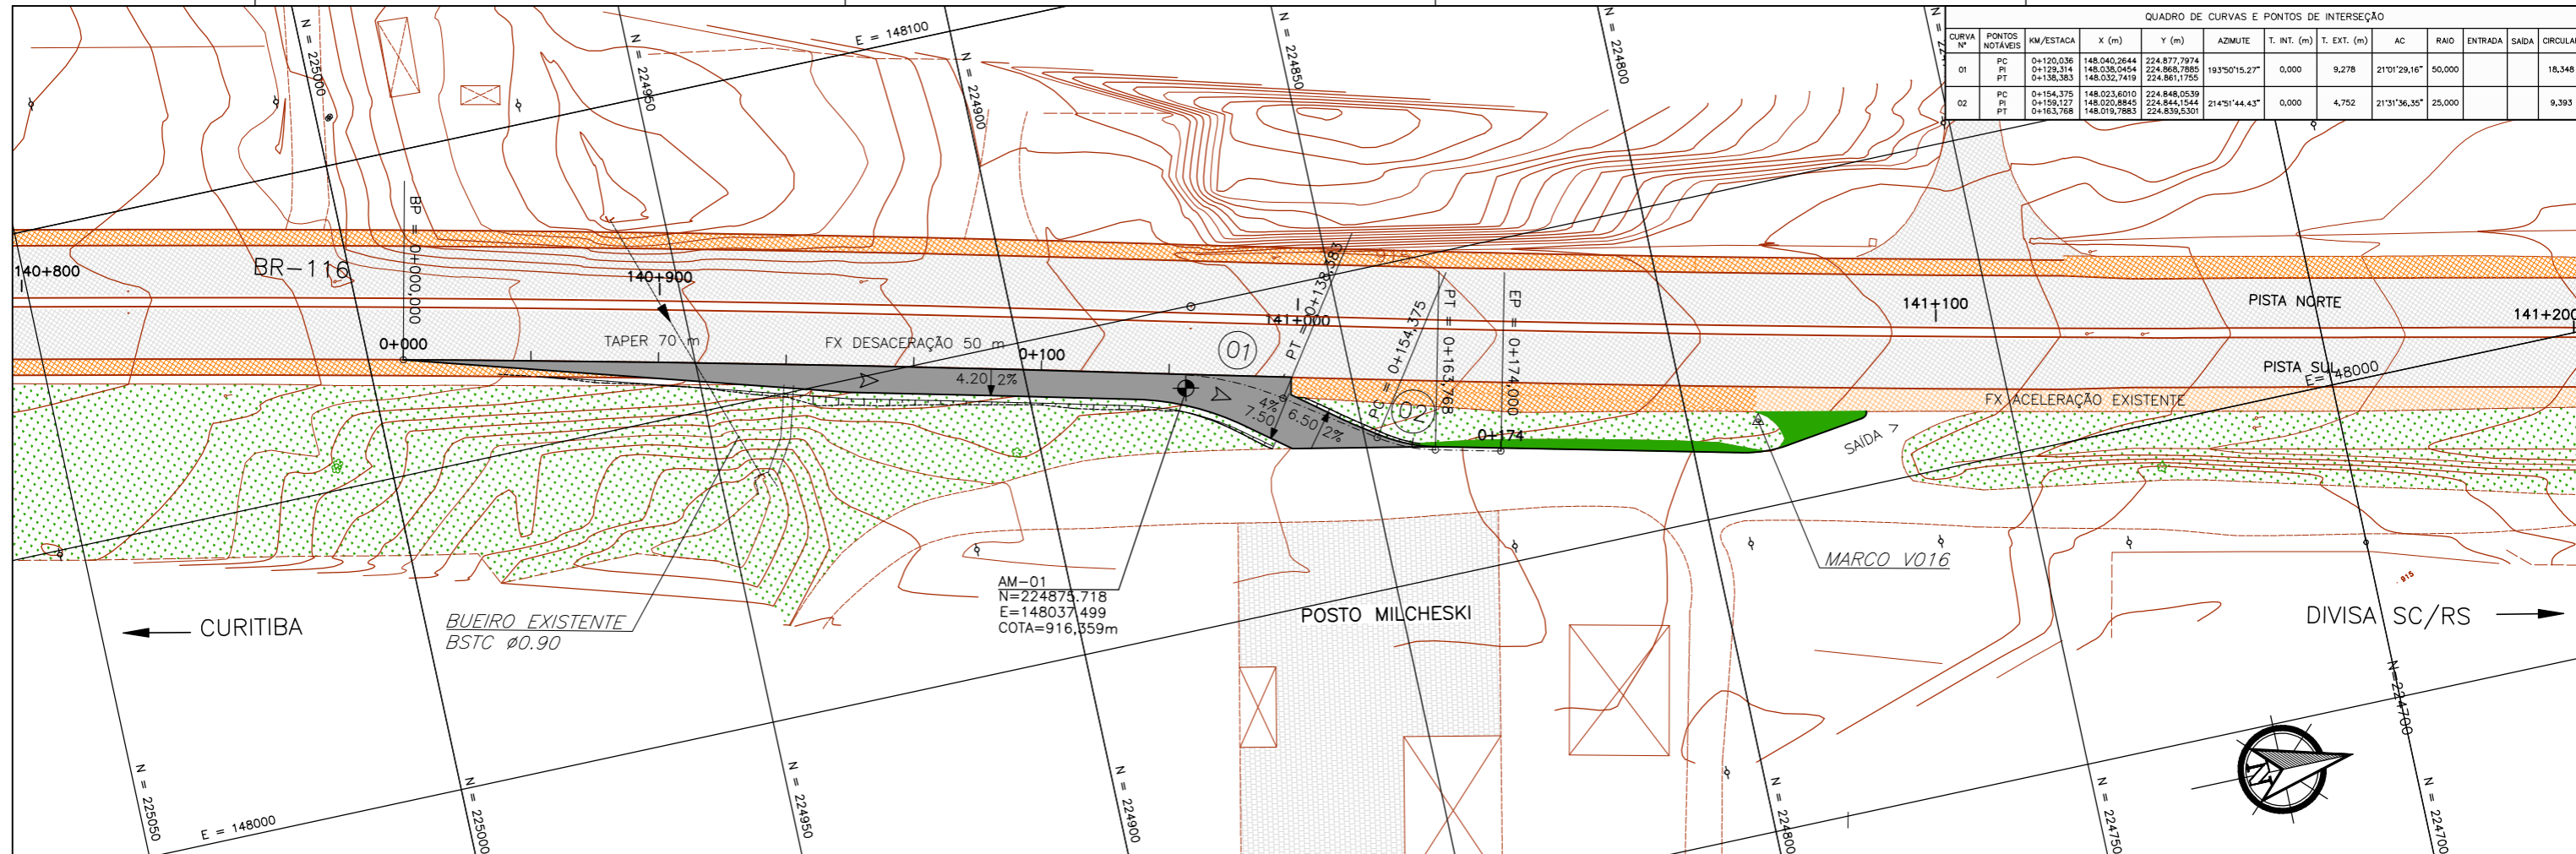 QUADRO DE CURVAS E PONTOS DE INTERSEÇÃO
CURVA N° PONTOS NOTÁVEIS KM/ESTACA X (m) Y (m) AZIMUTE T. INT. (m) T. EXT. (m) AC RAIO ENTRADA SAÍDA CIRCULAR
01 PC 0+120,036 148.040,2644 224.877,7974
PI 0+129,314 148.038,0454 224.868,7885 193°50'15.27" 0,000 9,278 21°01'29,16" 50,000 18,348
PT 0+138,383 148.032,7419 224.861,1755
02 PC 0+154,375 148.023,6010 224.848,0539
PI 0+159,127 148.020,8845 224.844,1544 214°51'44.43" 0,000 4,752 21°31'36,35" 25,000 9,393
PT 0+163,768 148.019,7883 224.839,5301
N = 225000
N = 224950
E = 148100
N = 224900
N = 224850
N = 224800
BP = 0+000,000
BR-116
140+800
140+900
141+000
141+100
141+200
PISTA NORTE
PISTA SUL
E= 148000
0+000
TAPER 70 m
FX DESACERAÇÃO 50 m
0+100
01
PT = 0+138,383
915
PC = 0+154,375
PT = 0+163,768
EP = 0+174,000
4.20 2%
4%
7.50
6.50 2%
02
0+174
FX ACELERAÇÃO EXISTENTE
SAIDA >
MARCO V016
AM-01
N=224875.718
E=148037.499
COTA=916,359m
POSTO MILCHESKI
BUEIRO EXISTENTE
BSTC ø0.90
CURITIBA
DIVISA SC/RS
915
N=224700
N = 225050
E = 148000
N = 225000
N = 224950
N = 224900
N = 224800
N = 224750
N = 224700
N